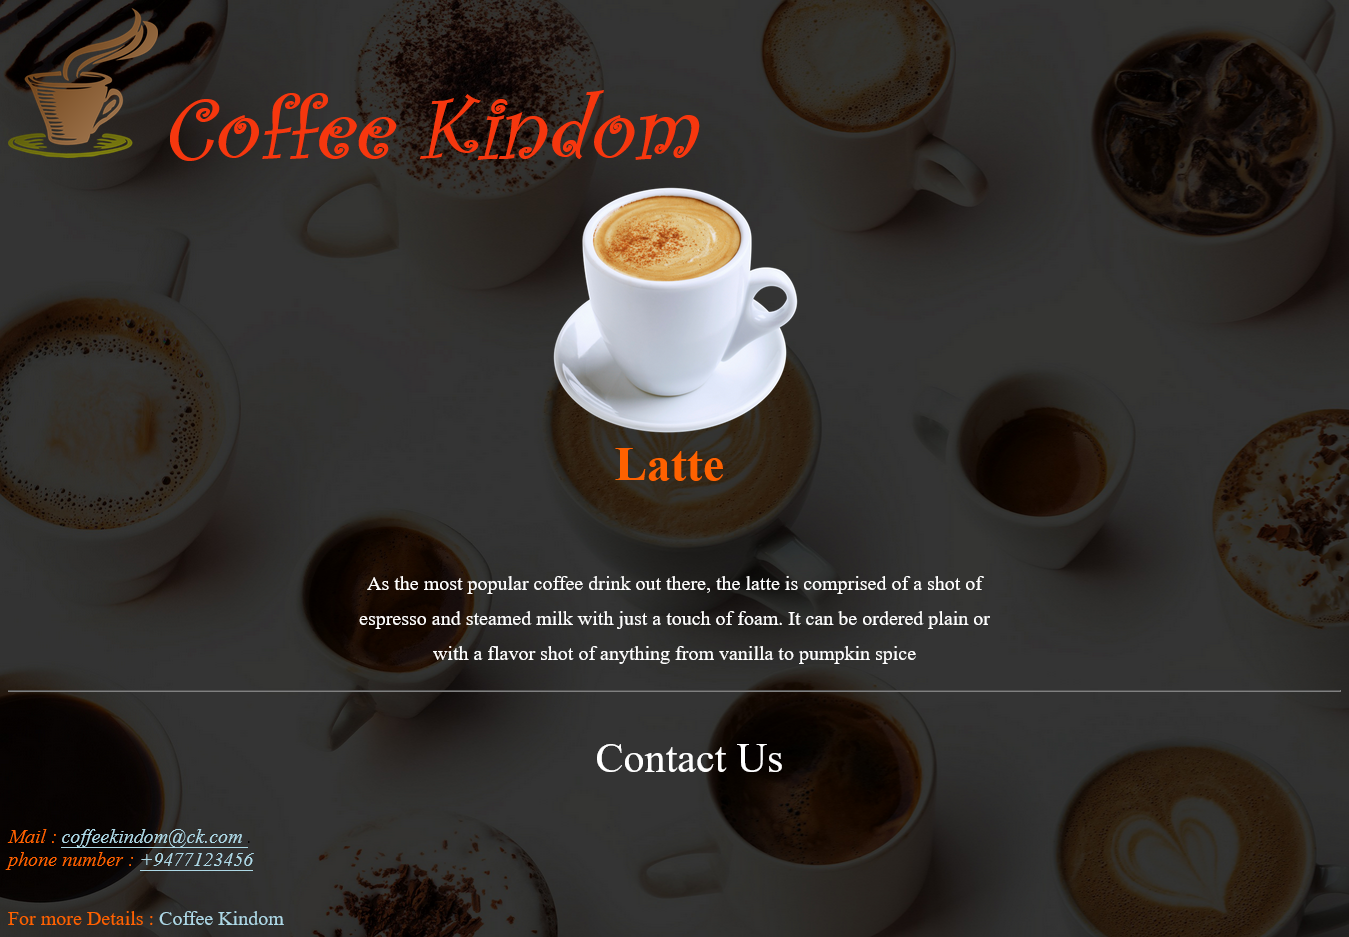 Coffee Kindom
Latte
As the most popular coffee drink out there, the latte is comprised of a shot of
espresso and steamed milk with just a touch of foam. It can be ordered plain or
with a flavor shot of anything from vanilla to pumpkin spice
Contact Us
Mail : coffeekindom@ck.com
phone number : +9477123456
For more Details : Coffee Kindom